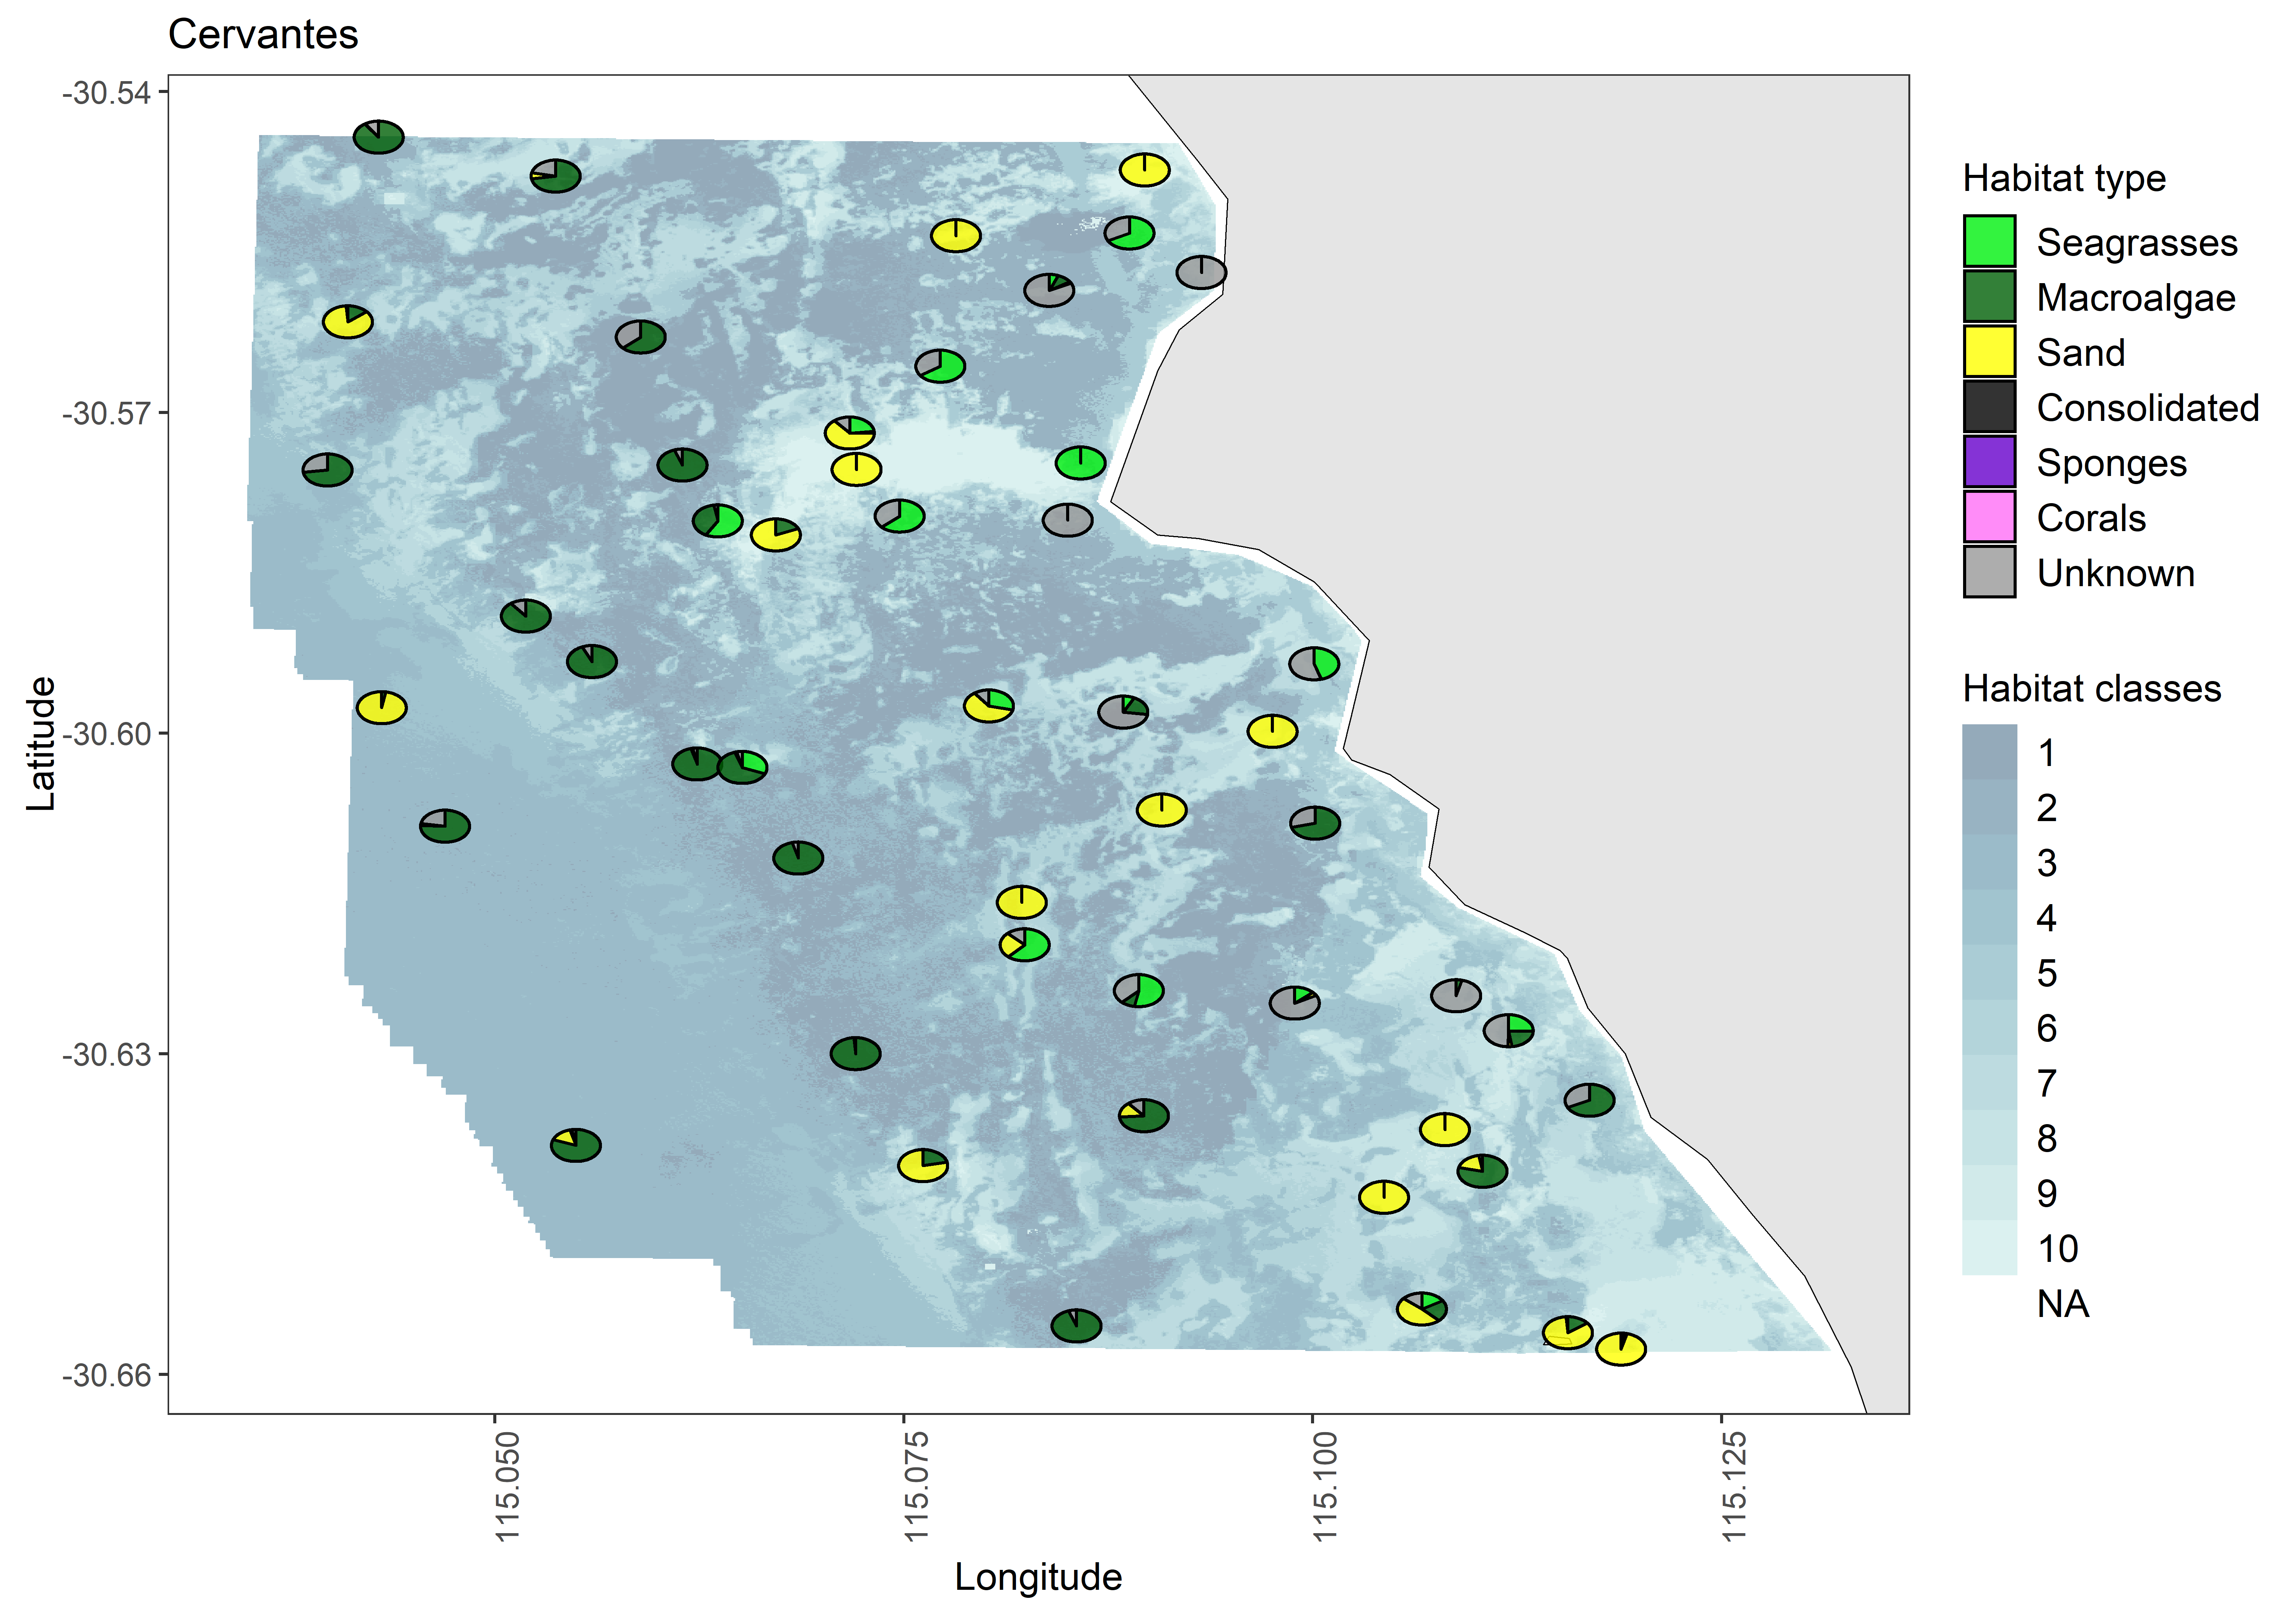 Cervantes
-30.54
-30.57
-30.60
-30.63
-30.66
Latitude
115.050
115.075
115.100
115.125
Longitude
Habitat type
Seagrasses
Macroalgae
Sand
Consolidated
Sponges
Corals
Unknown
Habitat classes
1
2
3
4
5
6
7
8
9
10
NA